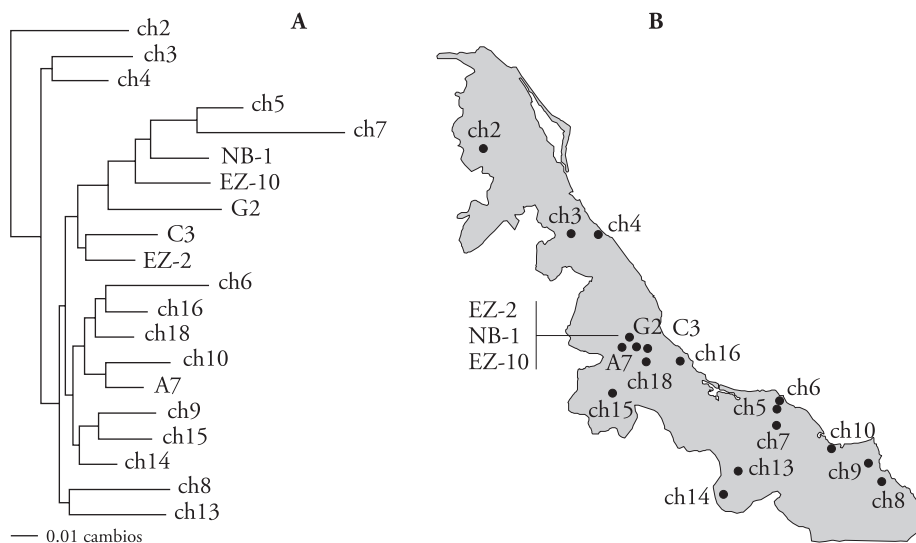 A
ch2
ch3
ch4
ch5
ch7
NB-1
EZ-10
G2
C3
EZ-2
ch6
ch16
ch18
ch10
A7
ch9
ch15
ch14
ch8
ch13
0.01 cambios
B
ch2
ch3
ch4
EZ-2
NB-1
EZ-10
G2 C3
A7
ch16
ch18
ch15
ch6
ch5
ch7
ch10
ch9
ch8
ch13
ch14